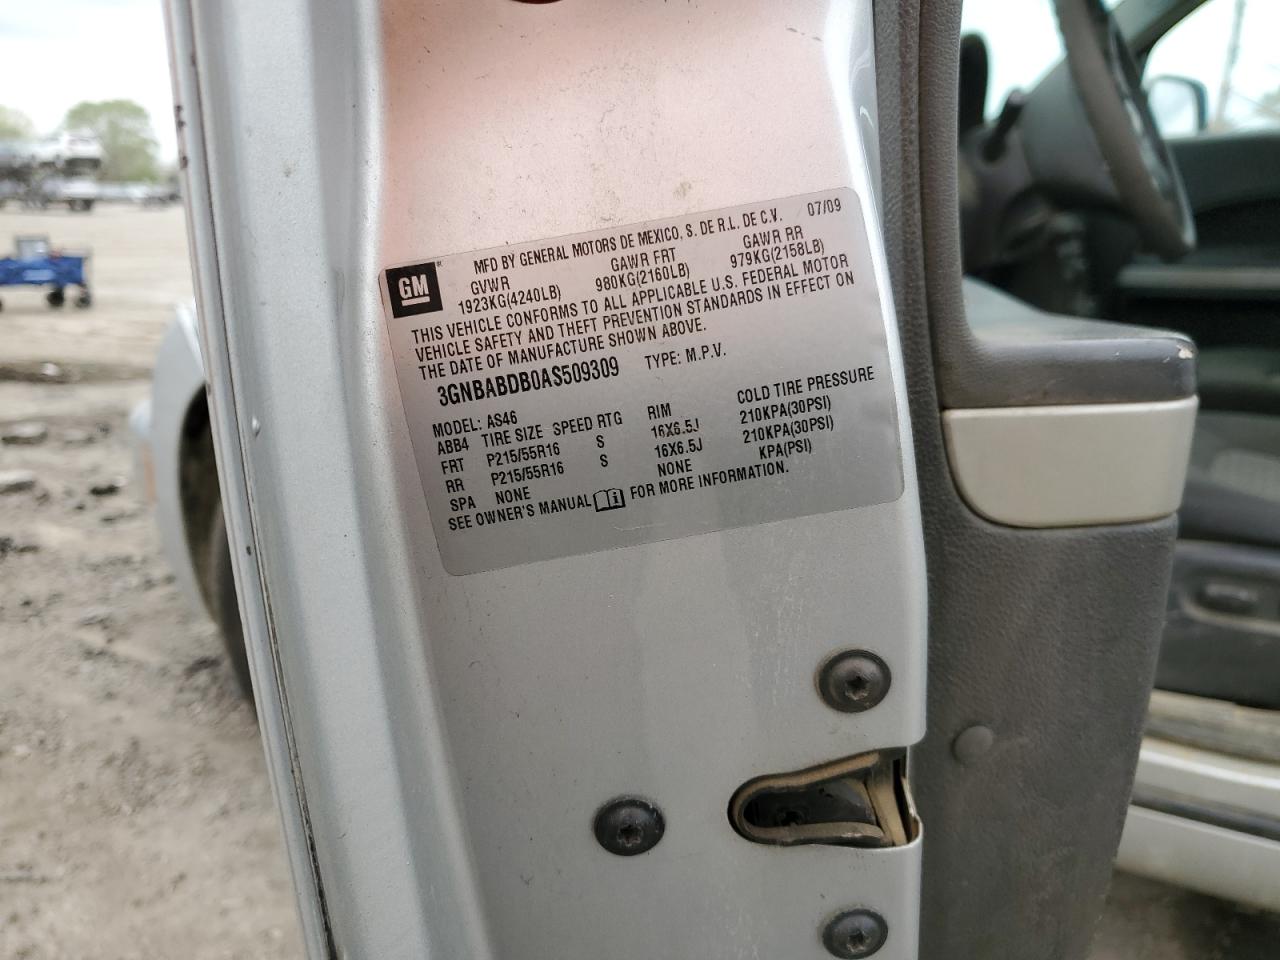 GM
MFD BY GENERAL MOTORS DE MEXICO, S. DE R.L. DE C.V. 07/09
GVWR GAWR FRT GAWR RR
1923KG(4240LB) 980KG(2160LB) 979KG(2158LB)
THIS VEHICLE CONFORMS TO ALL APPLICABLE U.S. FEDERAL MOTOR
VEHICLE SAFETY AND THEFT PREVENTION STANDARDS IN EFFECT ON
THE DATE OF MANUFACTURE SHOWN ABOVE.
3GNBABDB0AS509309 TYPE: M.P.V.
MODEL: AS46
ABB4 TIRE SIZE SPEED RTG RIM COLD TIRE PRESSURE
FRT P215/55R16 S 16X6.5J 210KPA(30PSI)
RR P215/55R16 S 16X6.5J 210KPA(30PSI)
SPA NONE NONE KPA(PSI)
SEE OWNER'S MANUAL FOR MORE INFORMATION.